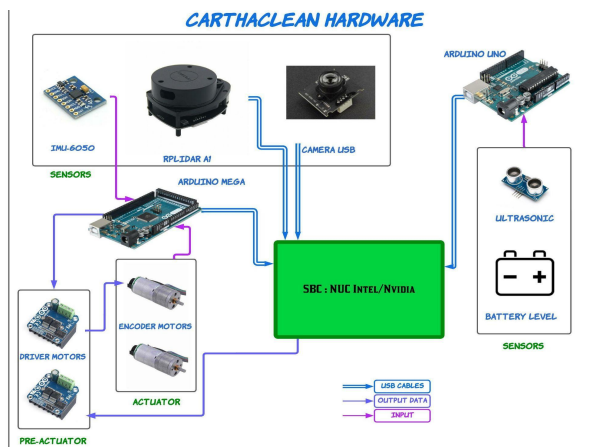 CARTHACLEAN HARDWARE
ARDUINO UNO
IMU-6050
RPLIDAR A1
CAMERA USB
SENSORS
ARDUINO MEGA
ULTRASONIC
SBC : NUC INTEL/NVIDIA
BATTERY LEVEL
ENCODER MOTORS
DRIVER MOTORS
SENSORS
ACTUATOR
USB CABLES
OUTPUT DATA
INPUT
PRE-ACTUATOR